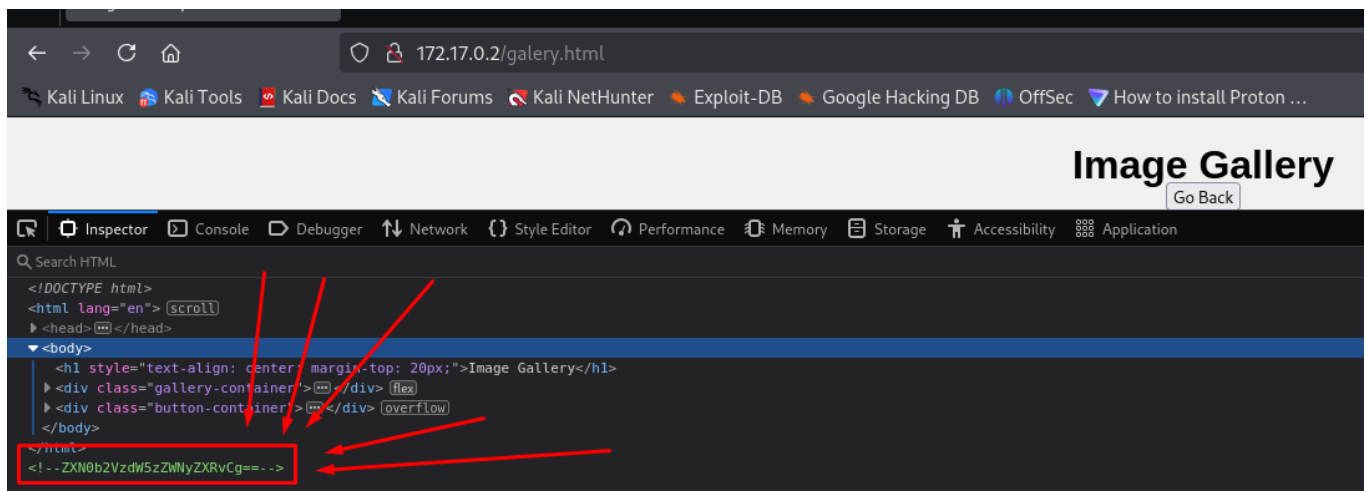 172.17.0.2/galery.html
Kali Linux Kali Tools Kali Docs Kali Forums Kali NetHunter Exploit-DB Google Hacking DB OffSec How to install Proton ...
Image Gallery
Go Back
Inspector Console Debugger Network Style Editor Performance Memory Storage Accessibility Application
Search HTML
<!DOCTYPE html>
<html lang="en"> scroll
<head> ... </head>
<body>
<h1 style="text-align: center; margin-top: 20px;">Image Gallery</h1>
<div class="gallery-container"> ... </div> flex
<div class="button-container"> ... </div> overflow
</body>
</html>
<!--ZXN0b2VzdW5zZWNyZXRvCg==-->